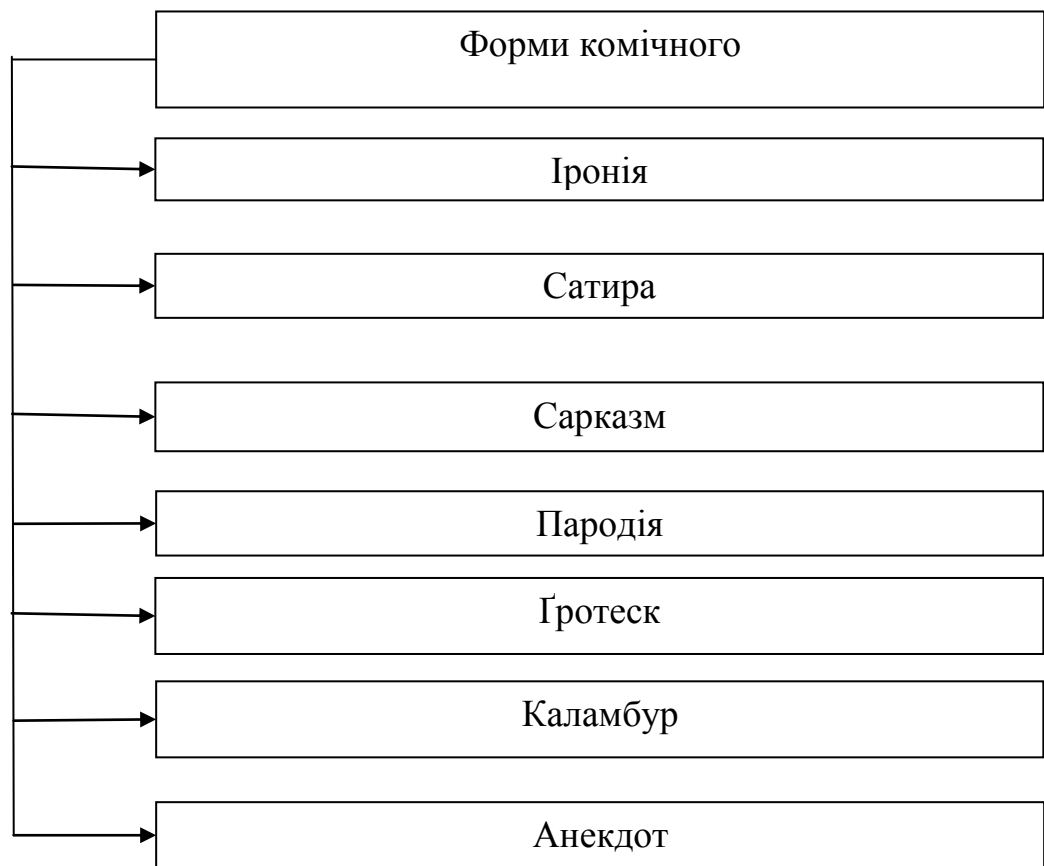 Форми комічного
Іронія
Сатира
Сарказм
Пародія
Ґротеск
Каламбур
Анекдот